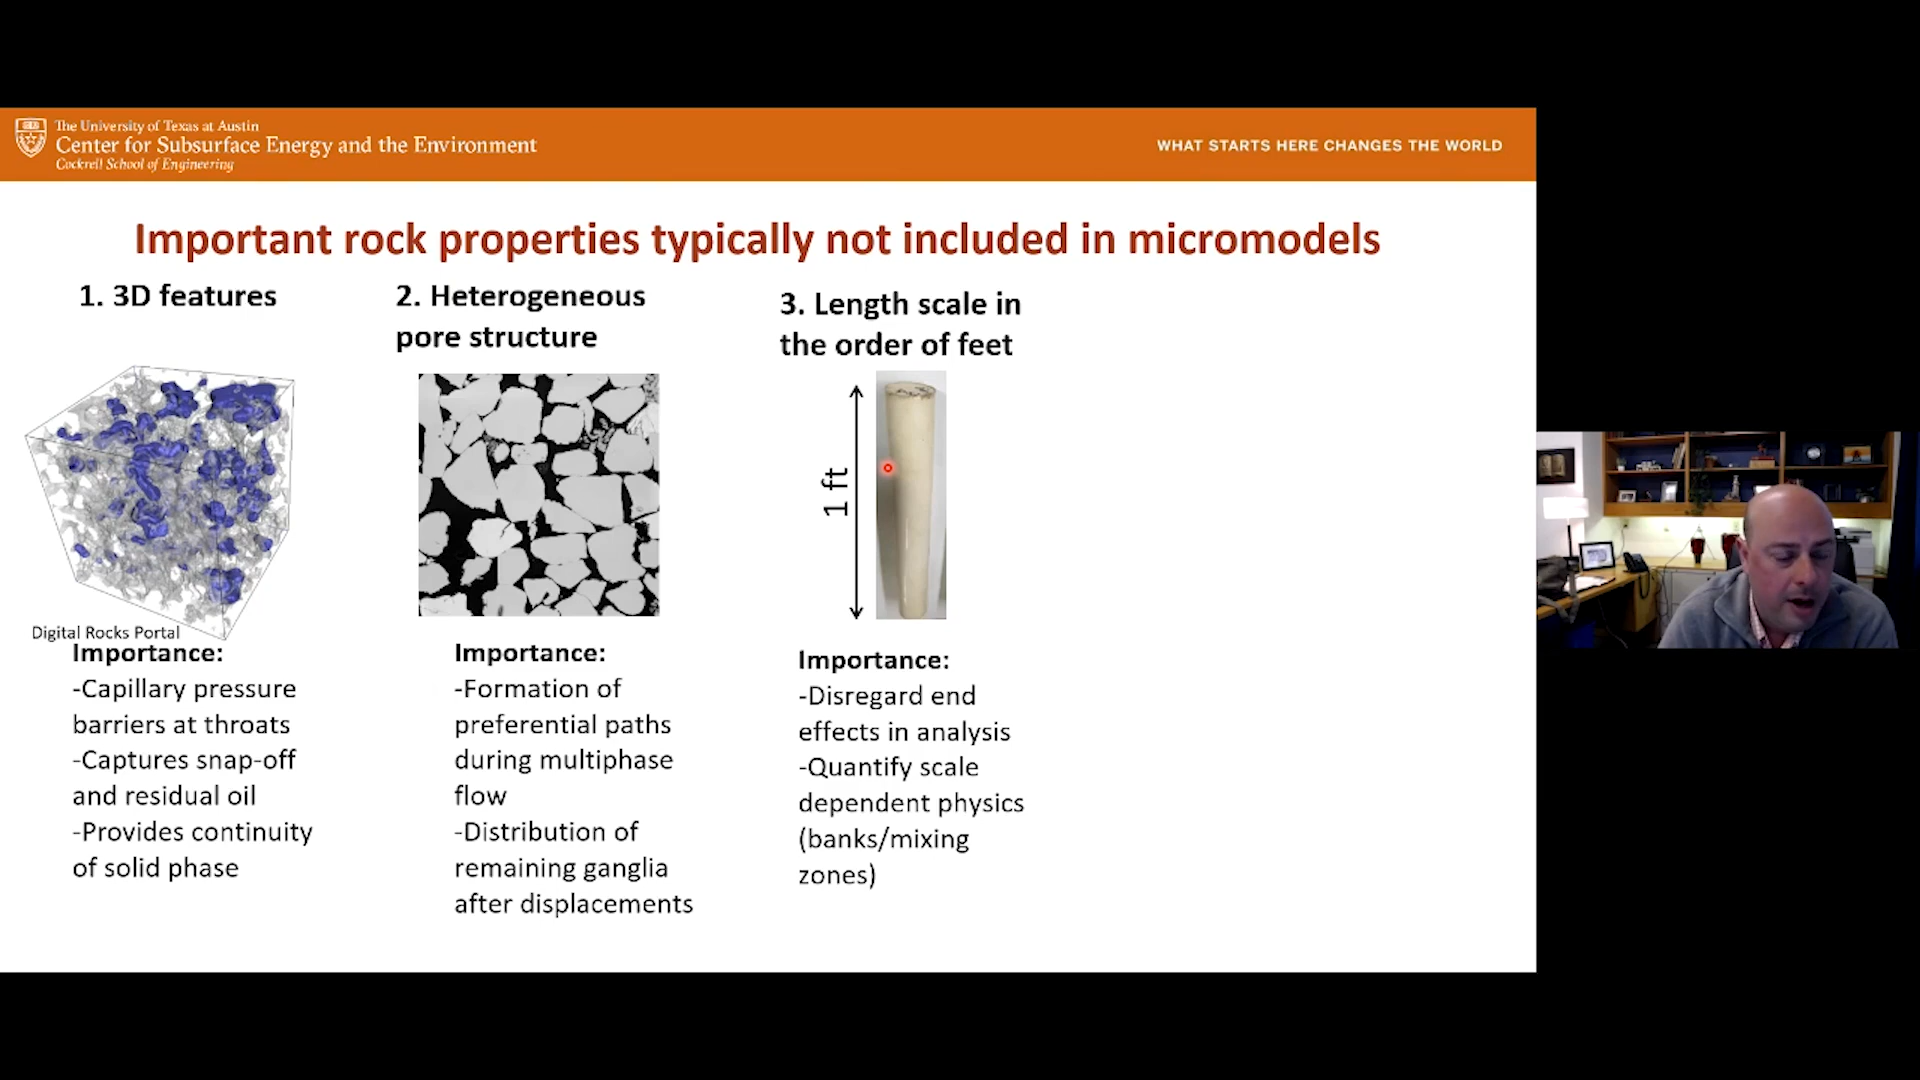 The University of Texas at Austin
Center for Subsurface Energy and the Environment
Cockrell School of Engineering
WHAT STARTS HERE CHANGES THE WORLD
Important rock properties typically not included in micromodels
1. 3D features
2. Heterogeneous
pore structure
3. Length scale in
the order of feet
1 ft
Digital Rocks Portal
Importance:
-Capillary pressure
barriers at throats
-Captures snap-off
and residual oil
-Provides continuity
of solid phase
Importance:
-Formation of
preferential paths
during multiphase
flow
-Distribution of
remaining ganglia
after displacements
Importance:
-Disregard end
effects in analysis
-Quantify scale
dependent physics
(banks/mixing
zones)